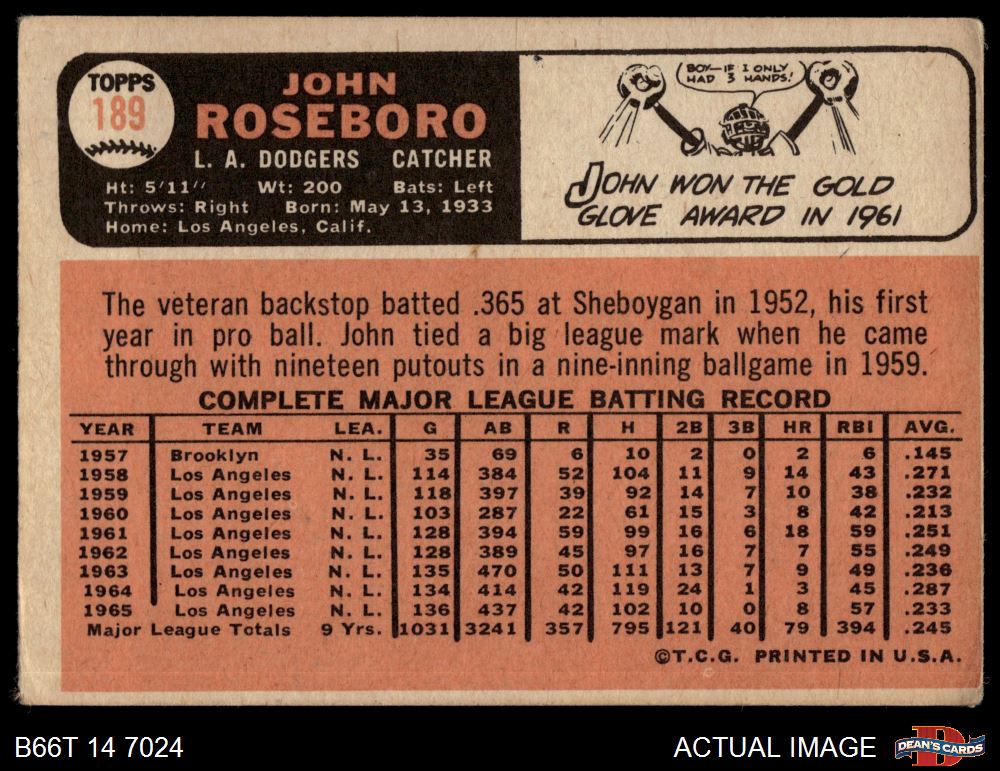 TOPPS
189
JOHN
ROSEBORO
L. A. DODGERS CATCHER
Ht: 5'11" Wt: 200 Bats: Left
Throws: Right Born: May 13, 1933
Home: Los Angeles, Calif.
BOY-IF I ONLY
HAD 3 HANDS!
JOHN WON THE GOLD
GLOVE AWARD IN 1961
The veteran backstop batted .365 at Sheboygan in 1952, his first
year in pro ball. John tied a big league mark when he came
through with nineteen putouts in a nine-inning ballgame in 1959.
COMPLETE MAJOR LEAGUE BATTING RECORD
YEAR TEAM LEA. G AB R H 2B 3B HR RBI AVG.
1957 Brooklyn N. L. 35 69 6 10 2 0 2 6 .145
1958 Los Angeles N. L. 114 384 52 104 11 9 14 43 .271
1959 Los Angeles N. L. 118 397 39 92 14 7 10 38 .232
1960 Los Angeles N. L. 103 287 22 61 15 3 8 42 .213
1961 Los Angeles N. L. 128 394 59 99 16 6 18 59 .251
1962 Los Angeles N. L. 128 389 45 97 16 7 7 55 .249
1963 Los Angeles N. L. 135 470 50 111 13 7 9 49 .236
1964 Los Angeles N. L. 134 414 42 119 24 1 3 45 .287
1965 Los Angeles N. L. 136 437 42 102 10 0 8 57 .233
Major League Totals 9 Yrs. 1031 3241 357 795 121 40 79 394 .245
©T.C.G. PRINTED IN U.S.A.
B66T 14 7024
ACTUAL IMAGE
DEAN'S CARDS